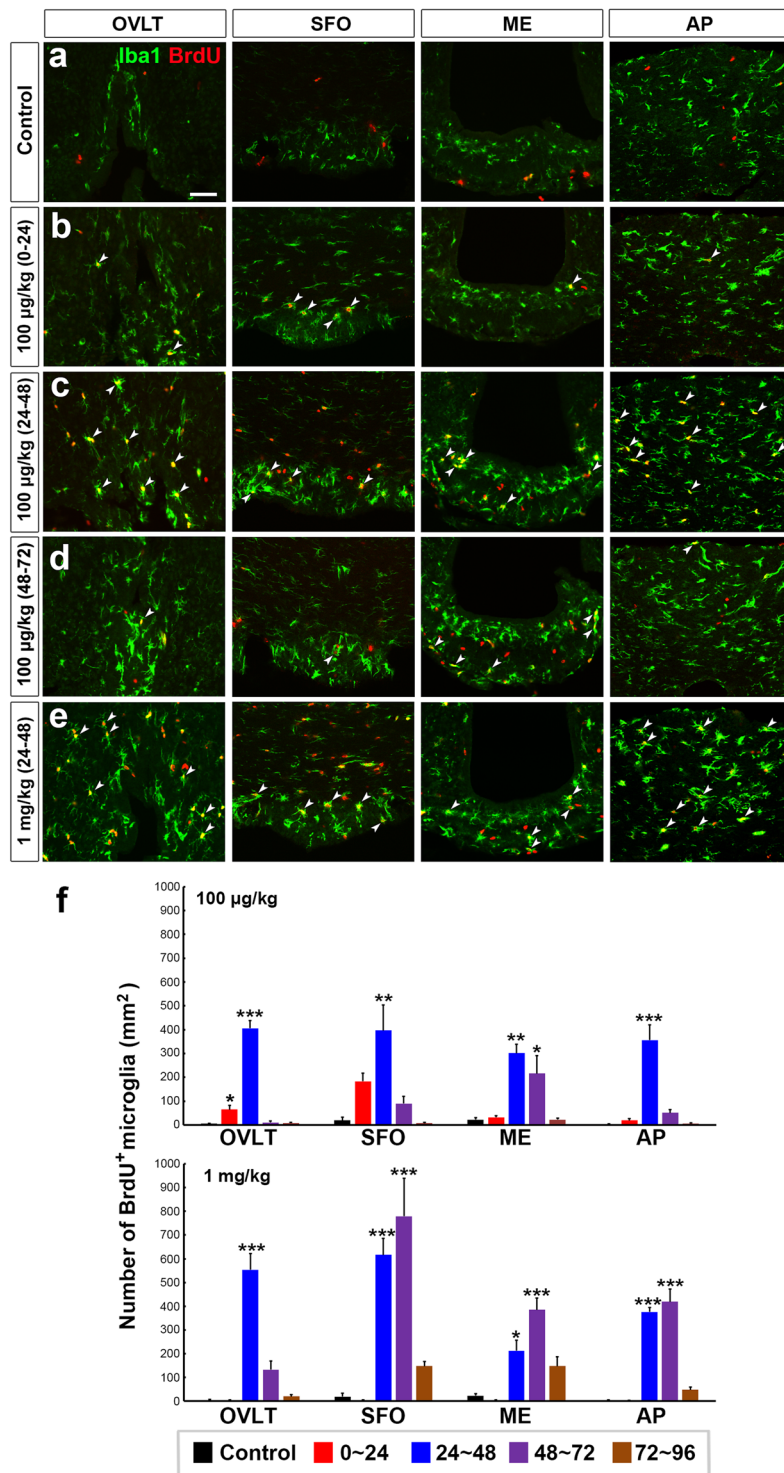 OVLT SFO ME AP
Control
a
Iba1 BrdU
100 µg/kg (0-24)
b
100 µg/kg (24-48)
c
100 µg/kg (48-72)
d
1 mg/kg (24-48)
e
f
Number of BrdU+ microglia (mm2)
100 µg/kg
1000
900
800
700
600
500
400
300
200
100
0
* *** ** ** * ***
OVLT SFO ME AP
1 mg/kg
1000
900
800
700
600
500
400
300
200
100
0
*** *** *** * *** *** ***
OVLT SFO ME AP
Control 0~24 24~48 48~72 72~96